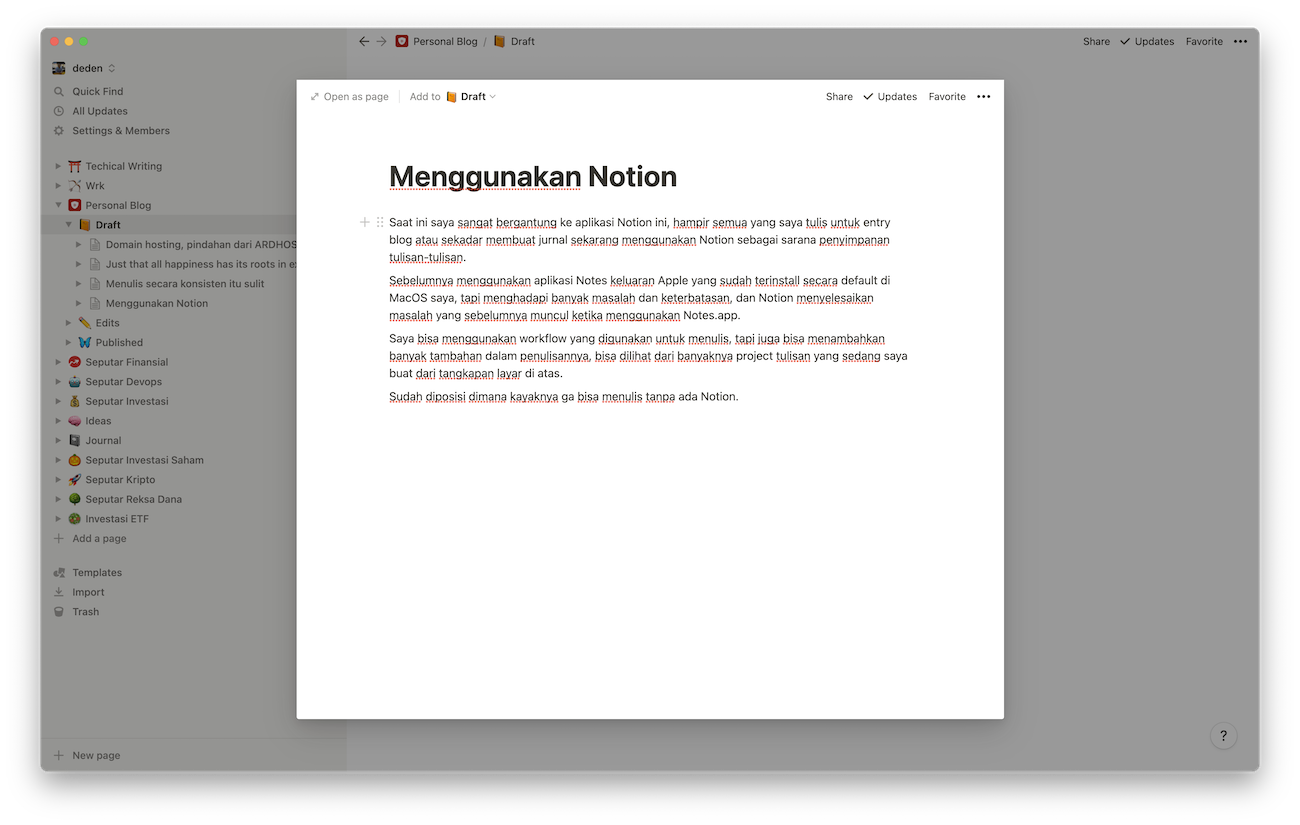 Personal Blog / Draft
Share Updates Favorite
deden
Quick Find
All Updates
Settings & Members
Techical Writing
Wrk
Personal Blog
Draft
Domain hosting, pindahan dari ARDHOS
Just that all happiness has its roots in
Menulis secara konsisten itu sulit
Menggunakan Notion
Edits
Published
Seputar Finansial
Seputar Devops
Seputar Investasi
Ideas
Journal
Seputar Investasi Saham
Seputar Kripto
Seputar Reksa Dana
Investasi ETF
Add a page
Templates
Import
Trash
New page
Open as page Add to Draft
Share Updates Favorite
Menggunakan Notion
Saat ini saya sangat bergantung ke aplikasi Notion ini, hampir semua yang saya tulis untuk entry
blog atau sekadar membuat jurnal sekarang menggunakan Notion sebagai sarana penyimpanan
tulisan-tulisan.
Sebelumnya menggunakan aplikasi Notes keluaran Apple yang sudah terinstall secara default di
MacOS saya, tapi menghadapi banyak masalah dan keterbatasan, dan Notion menyelesaikan
masalah yang sebelumnya muncul ketika menggunakan Notes.app.
Saya bisa menggunakan workflow yang digunakan untuk menulis, tapi juga bisa menambahkan
banyak tambahan dalam penulisannya, bisa dilihat dari banyaknya project tulisan yang sedang saya
buat dari tangkapan layar di atas.
Sudah diposisi dimana kayaknya ga bisa menulis tanpa ada Notion.
?